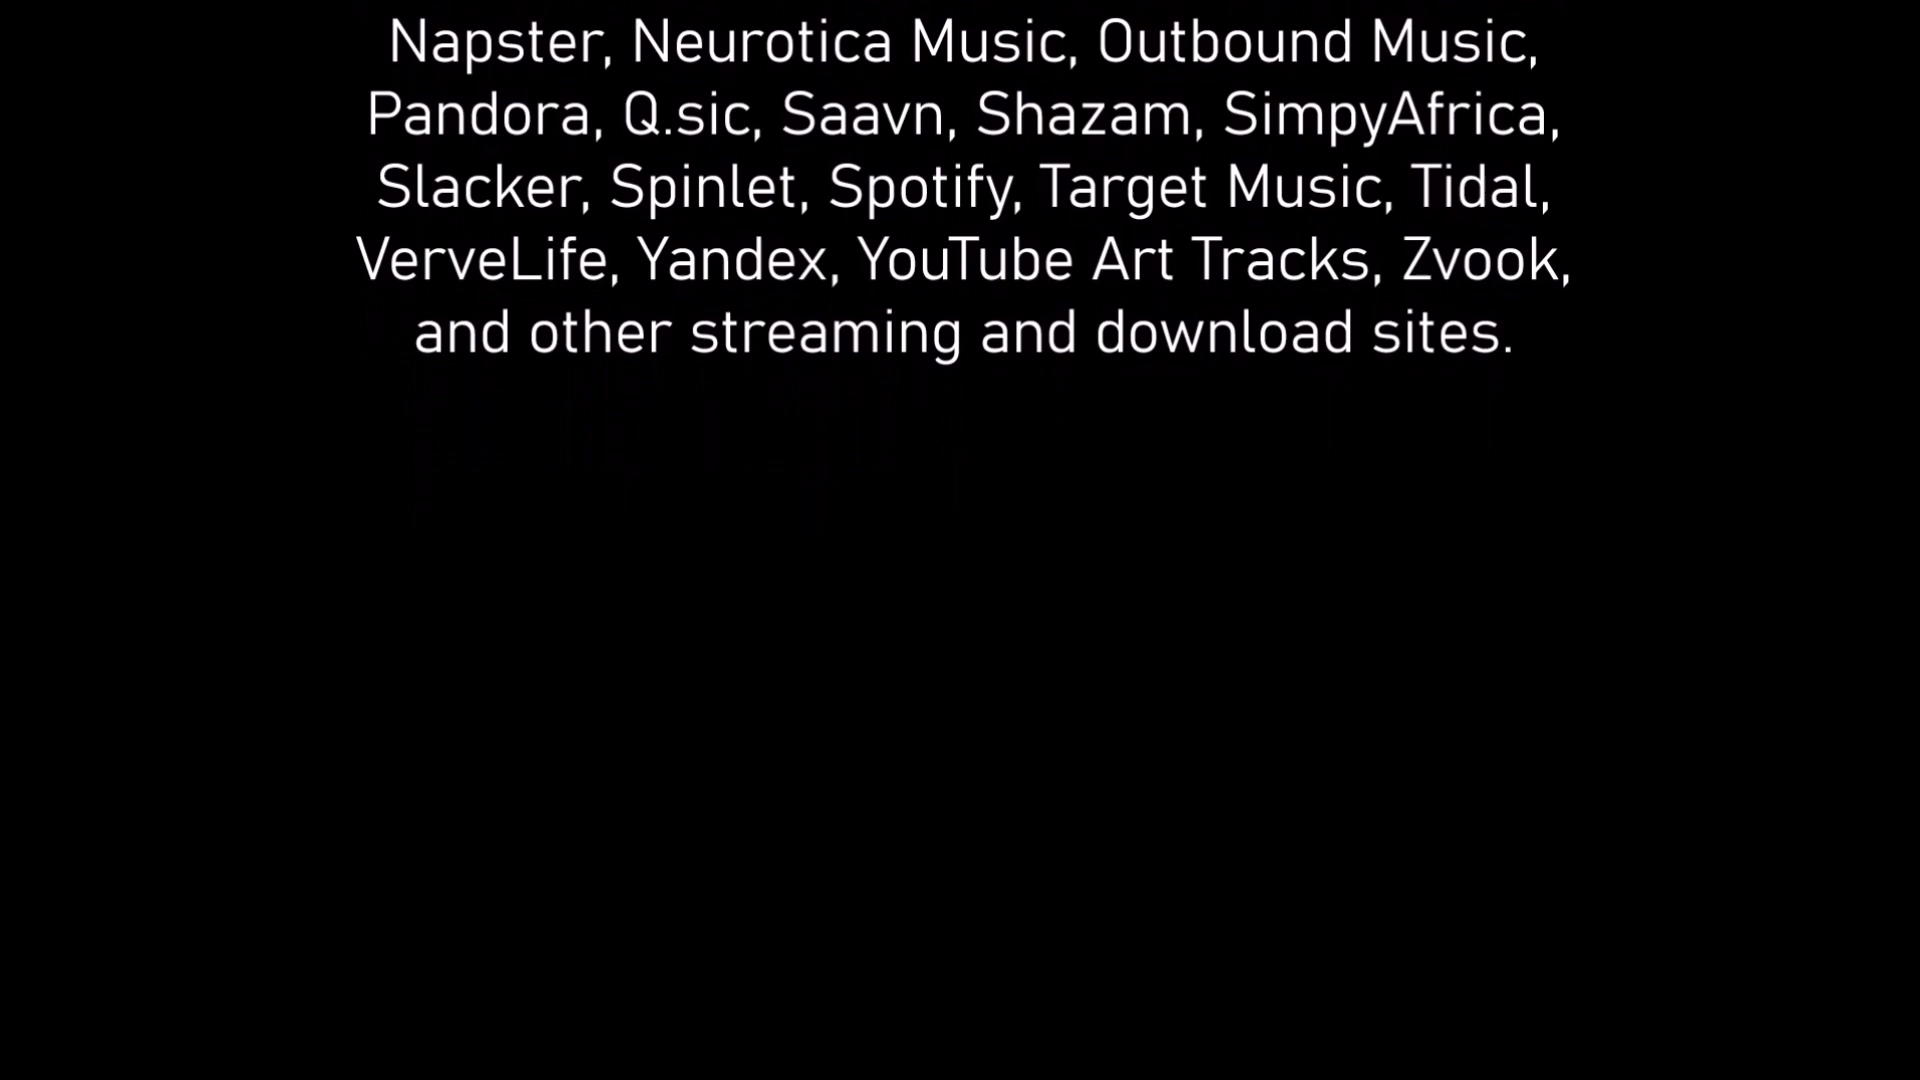 Napster, Neurotica Music, Outbound Music,
Pandora, Q.sic, Saavn, Shazam, SimpyAfrica,
Slacker, Spinlet, Spotify, Target Music, Tidal,
VerveLife, Yandex, YouTube Art Tracks, Zvook,
and other streaming and download sites.